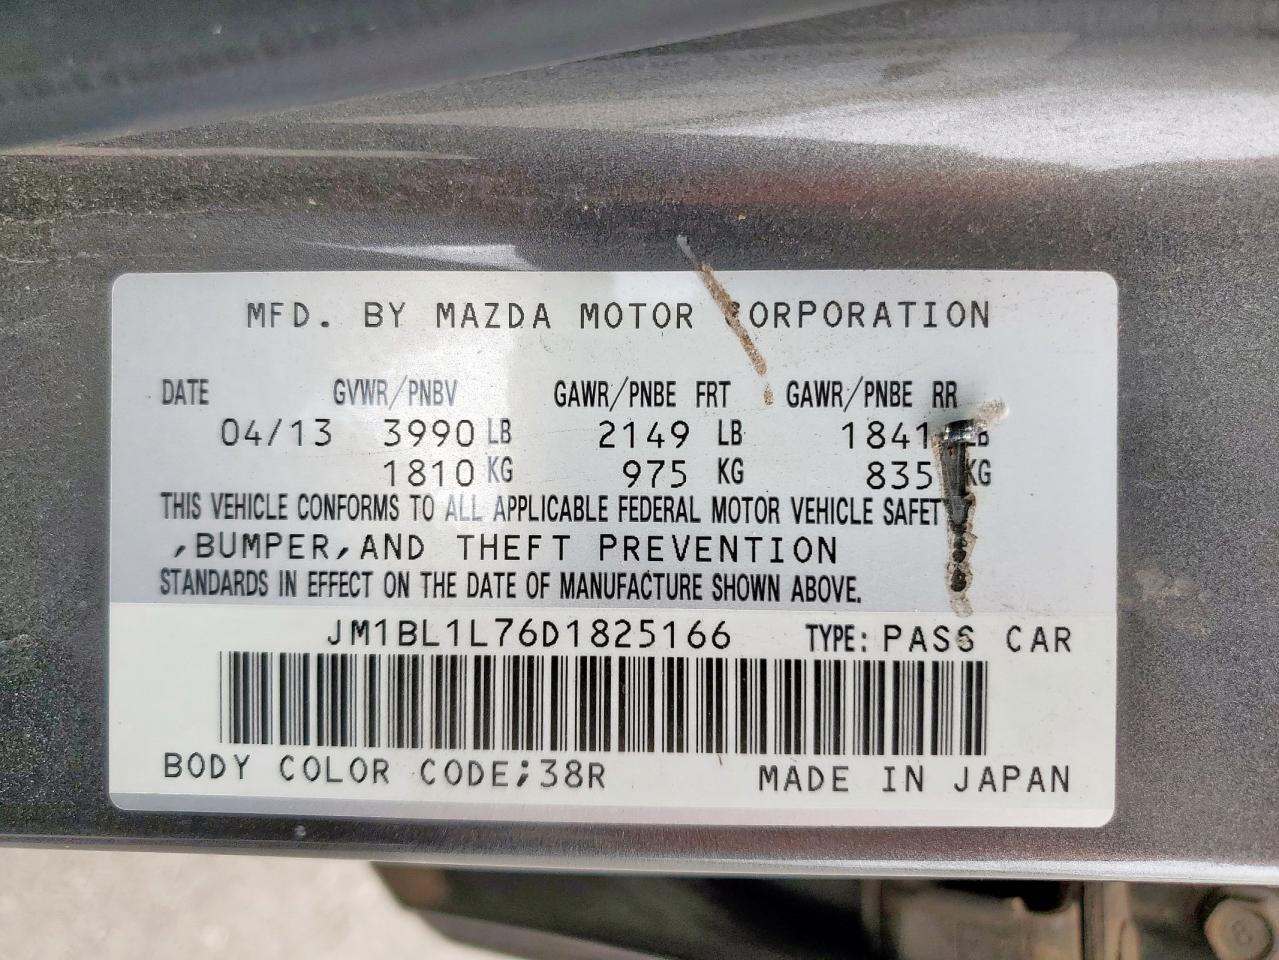 MFD. BY MAZDA MOTOR CORPORATION
DATE GVWR/PNBV GAWR/PNBE FRT GAWR/PNBE RR
04/13 3990 LB 2149 LB 1841 LB
1810 KG 975 KG 835 KG
THIS VEHICLE CONFORMS TO ALL APPLICABLE FEDERAL MOTOR VEHICLE SAFETY
,BUMPER,AND THEFT PREVENTION
STANDARDS IN EFFECT ON THE DATE OF MANUFACTURE SHOWN ABOVE.
JM1BL1L76D1825166 TYPE: PASS CAR
BODY COLOR CODE;38R MADE IN JAPAN
8